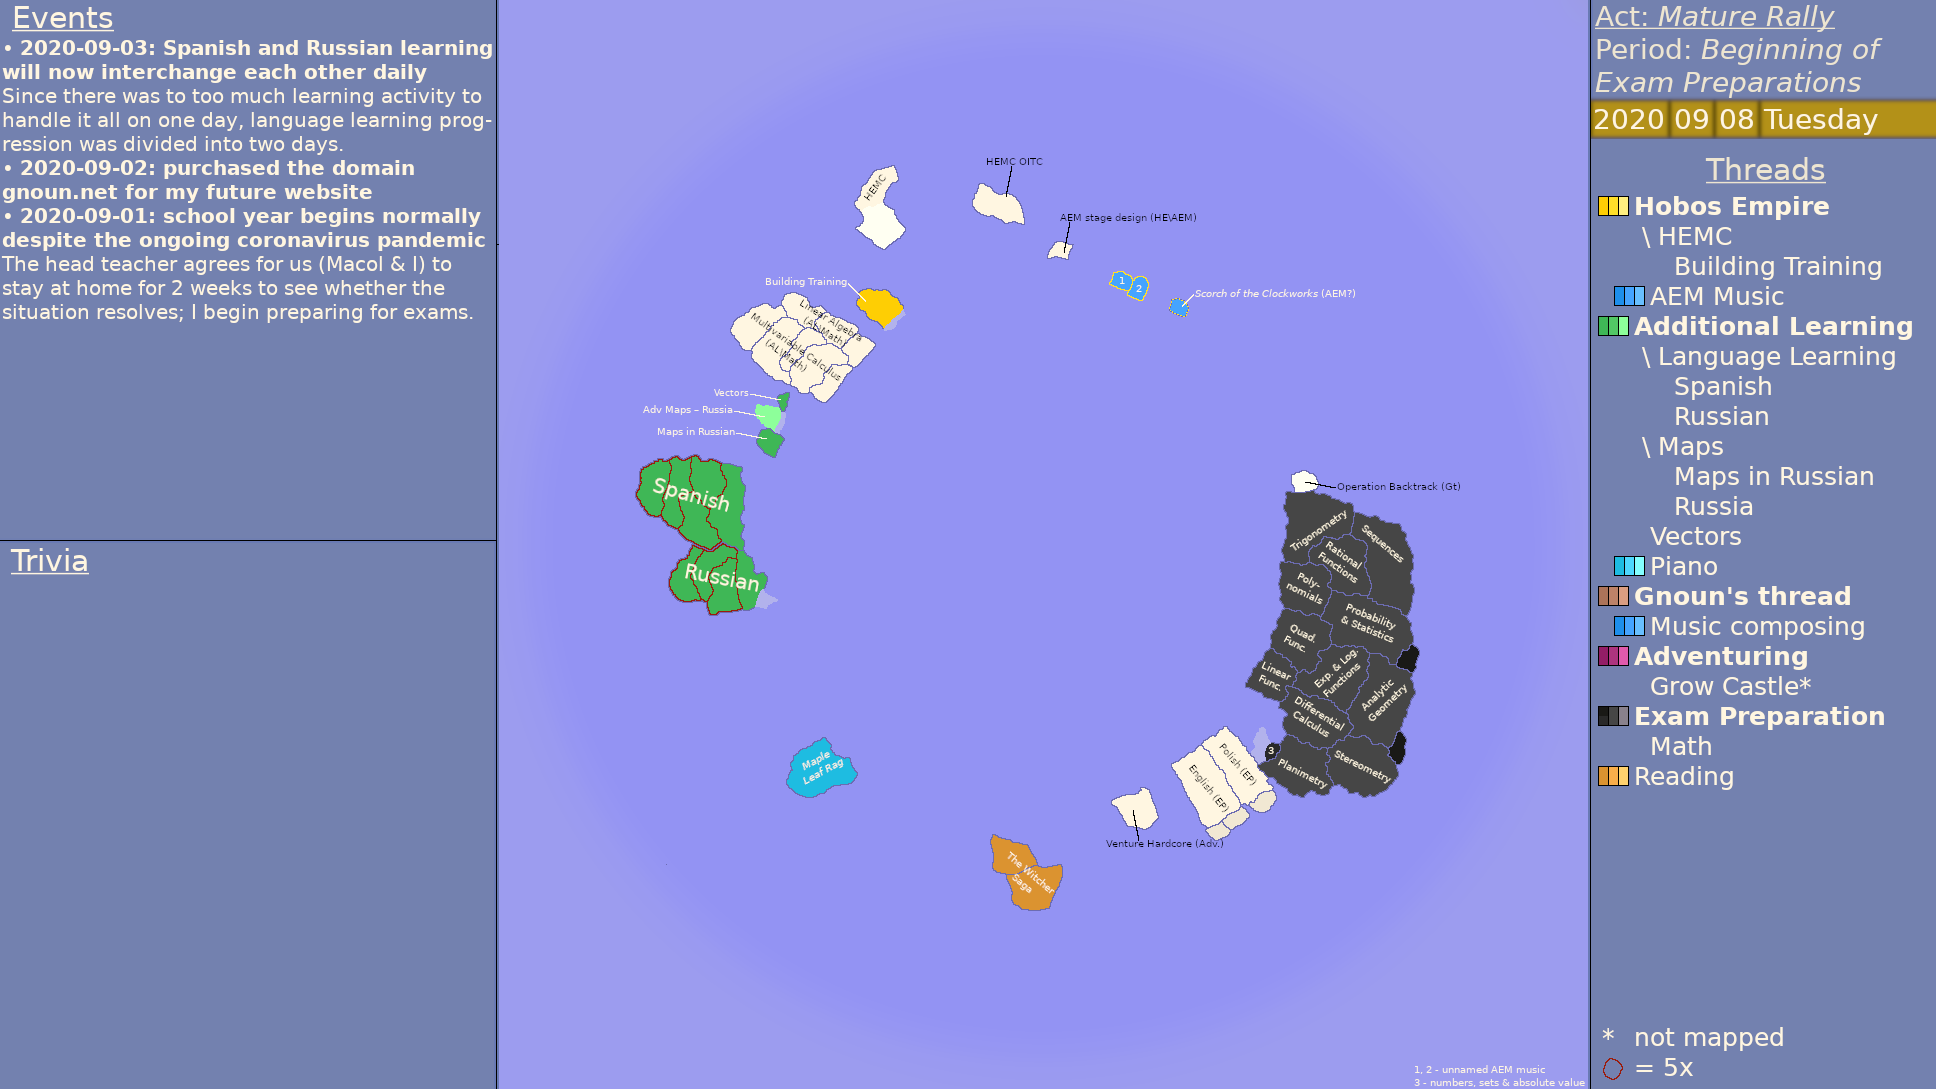 Events
• 2020-09-03: Spanish and Russian learning
will now interchange each other daily
Since there was to too much learning activity to
handle it all on one day, language learning prog-
ression was divided into two days.
• 2020-09-02: purchased the domain
gnoun.net for my future website
• 2020-09-01: school year begins normally
despite the ongoing coronavirus pandemic
The head teacher agrees for us (Macol & I) to
stay at home for 2 weeks to see whether the
situation resolves; I begin preparing for exams.
Trivia
HEMC
HEMC OITC
AEM stage design (HE\AEM)
Building Training
1
2
Scorch of the Clockworks (AEM?)
Linear Algebra
(AL\Math)
Multivariable Calculus
(AL\Math)
Vectors
Adv Maps – Russia
Maps in Russian
Spanish
Russian
Operation Backtrack (Gt)
Trigonometry
Sequences
Rational
Functions
Poly-
nomials
Probability
& Statistics
Quad.
Func.
Linear
Func.
Exp. & Log.
Functions
Analytic
Geometry
Differential
Calculus
3
Planimetry
Stereometry
Polish (EP)
English (EP)
Maple
Leaf Rag
Venture Hardcore (Adv.)
The Witcher
Saga
1, 2 - unnamed AEM music
3 - numbers, sets & absolute value
Act: Mature Rally
Period: Beginning of
Exam Preparations
2020 09 08 Tuesday
Threads
Hobos Empire
\ HEMC
Building Training
AEM Music
Additional Learning
\ Language Learning
Spanish
Russian
\ Maps
Maps in Russian
Russia
Vectors
Piano
Gnoun's thread
Music composing
Adventuring
Grow Castle*
Exam Preparation
Math
Reading
* not mapped
= 5x